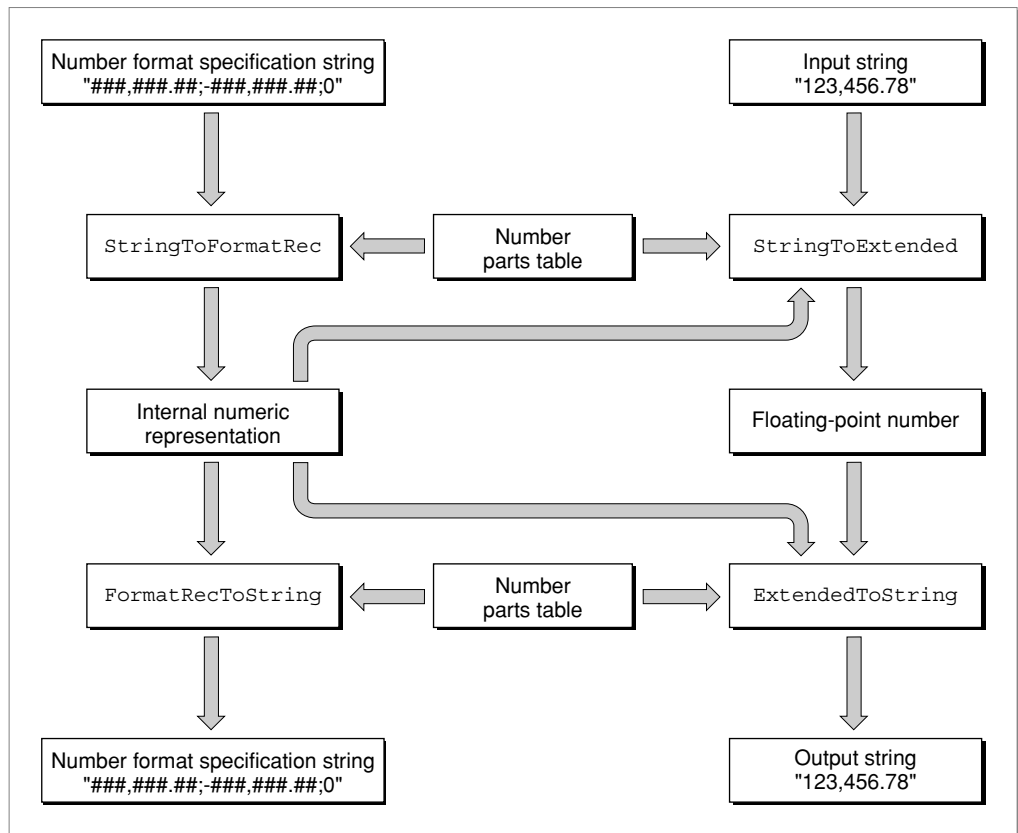 Number format specification string
"###,###.##;-###,###.##;0"
Input string
"123,456.78"
StringToFormatRec
Number
parts table
StringToExtended
Internal numeric
representation
Floating-point number
FormatRecToString
Number
parts table
ExtendedToString
Number format specification string
"###,###.##;-###,###.##;0"
Output string
"123,456.78"